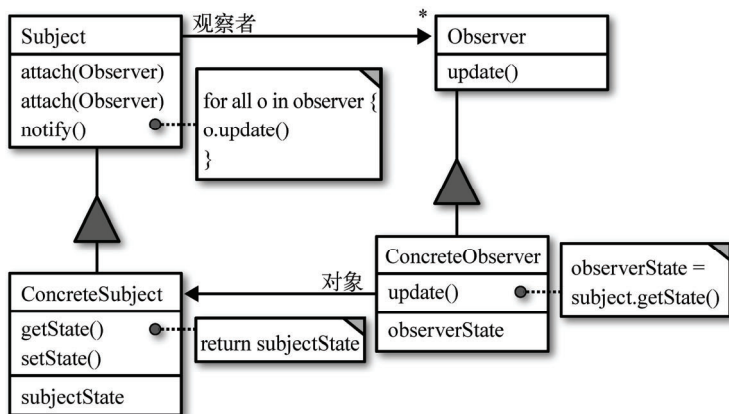 观察者
*
Subject
attach(Observer)
attach(Observer)
notify()
for all o in observer {
o.update()
}
Observer
update()
ConcreteSubject
getState()
setState()
subjectState
return subjectState
对象
ConcreteObserver
update()
observerState
observerState =
subject.getState()